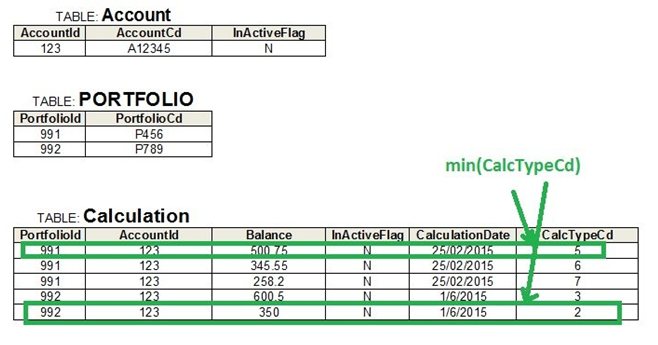 TABLE: Account
AccountId AccountCd InActiveFlag
123 A12345 N
TABLE: PORTFOLIO
PortfolioId PortfolioCd
991 P456
992 P789
min(CalcTypeCd)
TABLE: Calculation
PortfolioId AccountId Balance InActiveFlag CalculationDate CalcTypeCd
991 123 500.75 N 25/02/2015 5
991 123 345.55 N 25/02/2015 6
991 123 258.2 N 25/02/2015 7
992 123 600.5 N 1/6/2015 3
992 123 350 N 1/6/2015 2